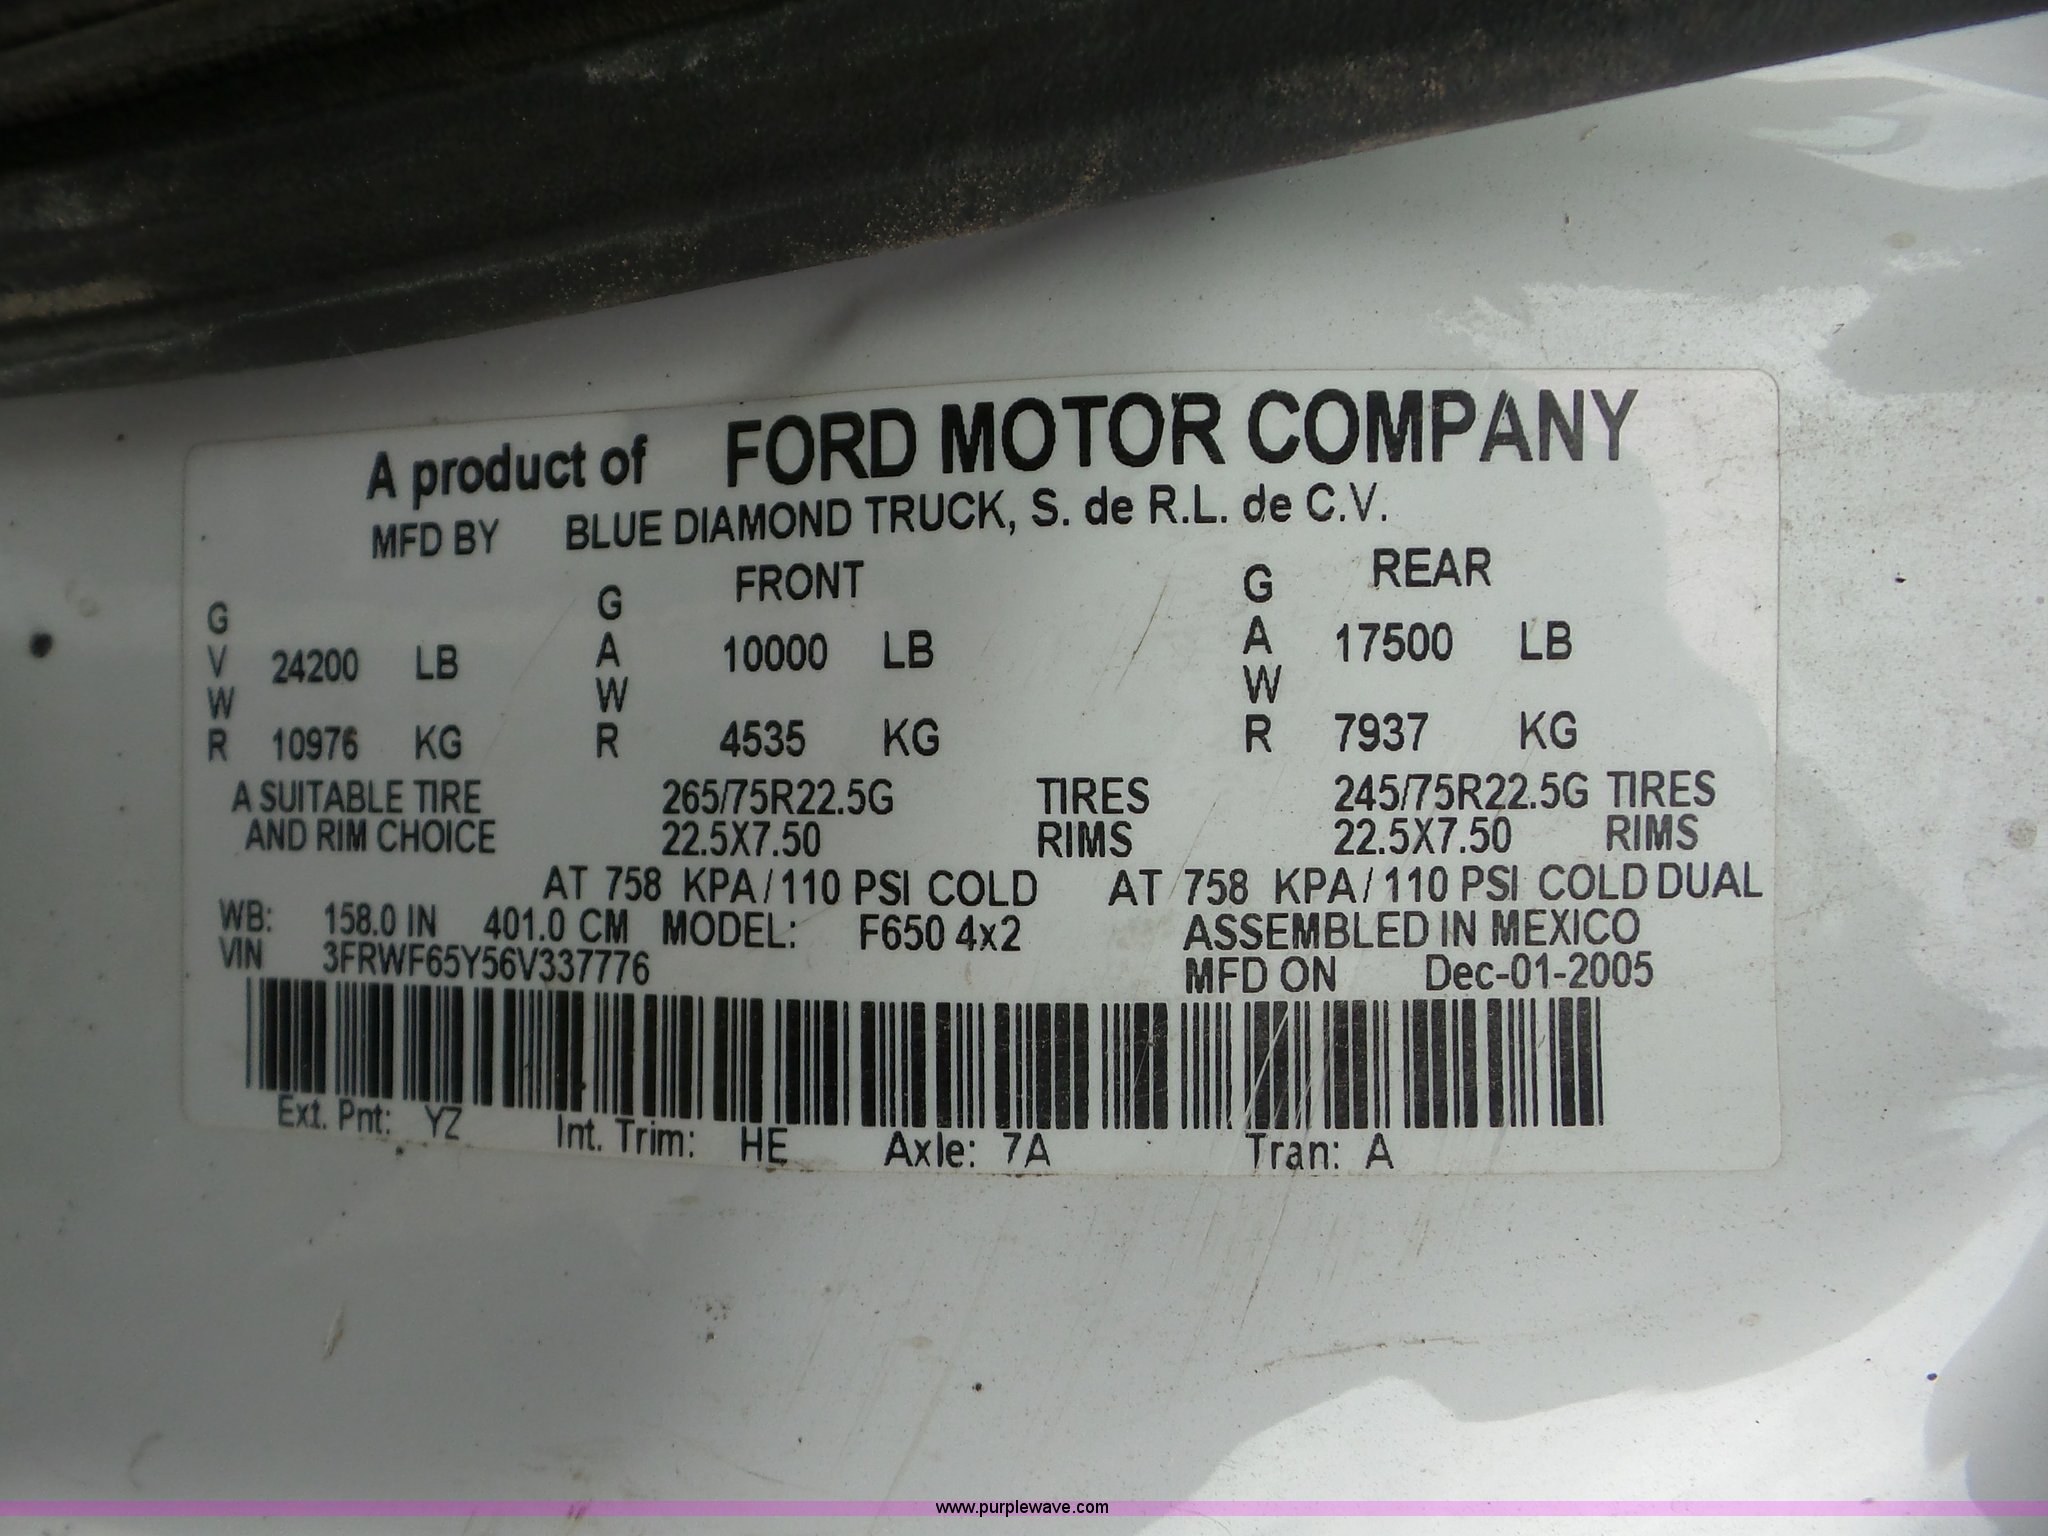 A product of FORD MOTOR COMPANY
MFD BY BLUE DIAMOND TRUCK, S. de R.L. de C.V.
FRONT REAR
GVWR 24200 LB GAWR 10000 LB GAWR 17500 LB
10976 KG 4535 KG 7937 KG
A SUITABLE TIRE 265/75R22.5G TIRES 245/75R22.5G TIRES
AND RIM CHOICE 22.5X7.50 RIMS 22.5X7.50 RIMS
AT 758 KPA/110 PSI COLD AT 758 KPA/110 PSI COLD DUAL
WB: 158.0 IN 401.0 CM MODEL: F650 4x2 ASSEMBLED IN MEXICO
VIN 3FRWF65Y56V337776 MFD ON Dec-01-2005
Ext. Pnt: YZ Int. Trim: HE Axle: 7A Tran: A
www.purplewave.com